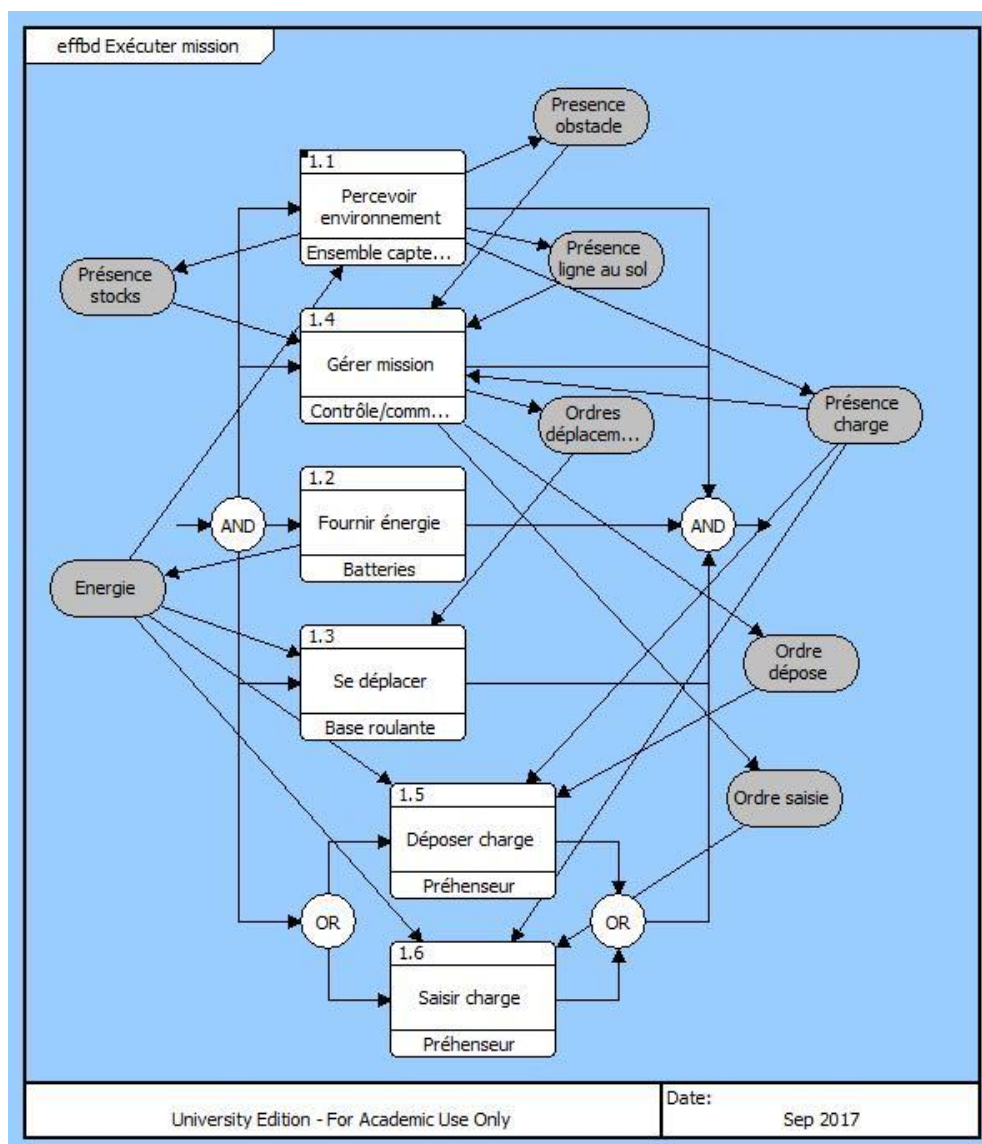 effbd Exécuter mission
Presence
obstacle
1.1
Percevoir
environnement
Ensemble capte...
Présence
ligne au sol
Présence
stocks
1.4
Gérer mission
Contrôle/comm...
Ordres
déplacem...
Présence
charge
1.2
Fournir énergie
Batteries
AND
AND
Energie
1.3
Se déplacer
Base roulante
Ordre
dépose
Ordre saisie
1.5
Déposer charge
Préhenseur
OR
OR
1.6
Saisir charge
Préhenseur
University Edition - For Academic Use Only
Date:
Sep 2017